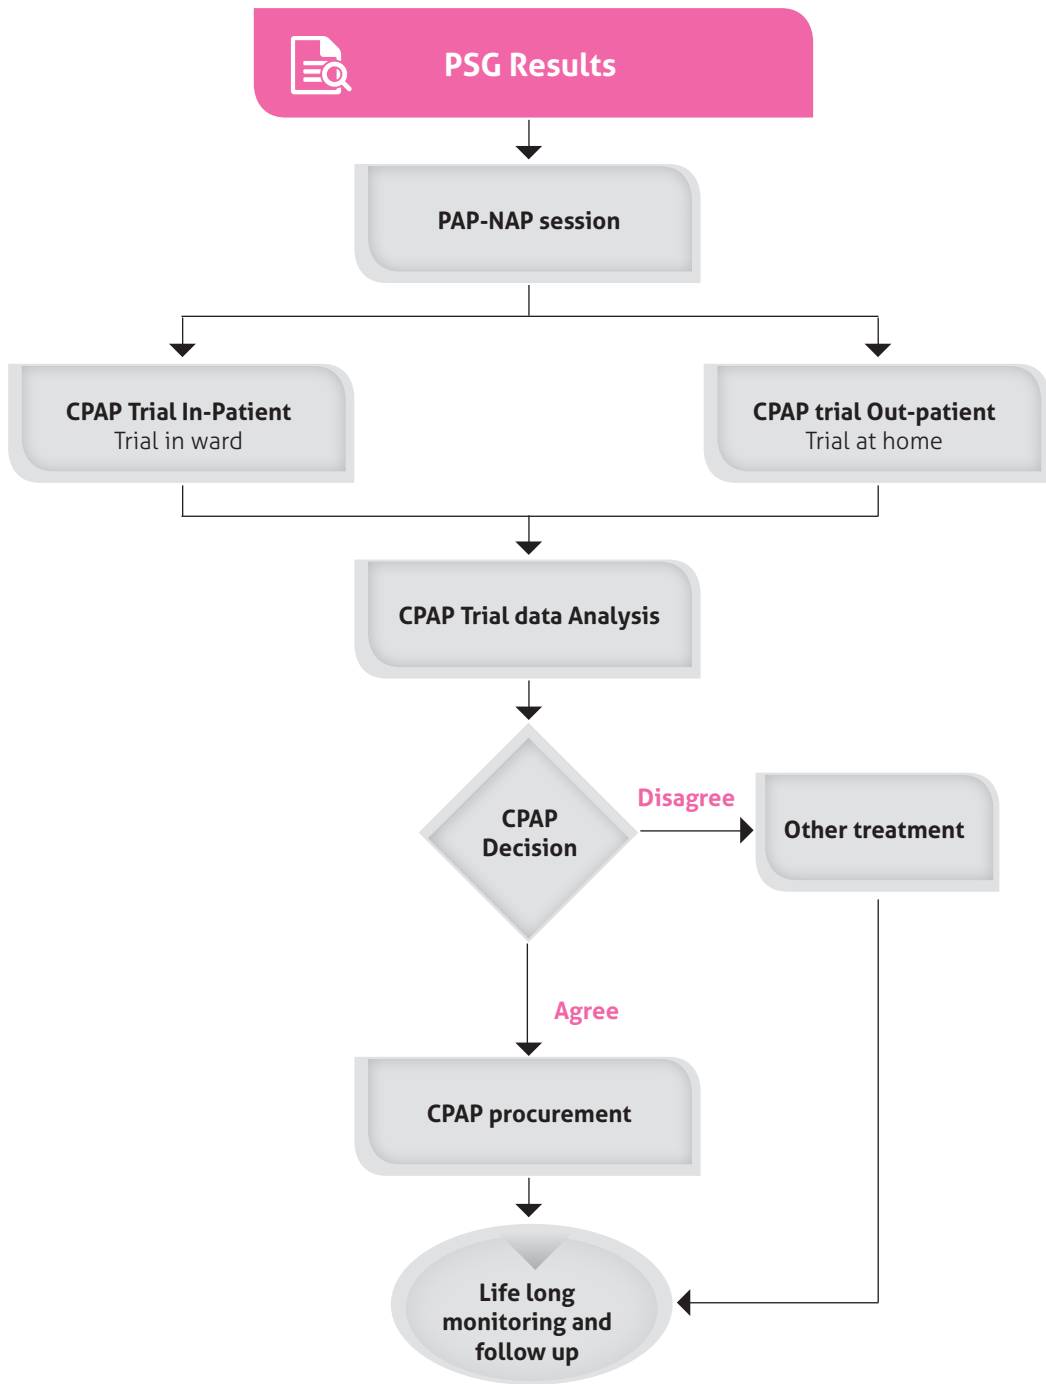 PSG Results
PAP-NAP session
CPAP Trial In-Patient
Trial in ward
CPAP trial Out-patient
Trial at home
CPAP Trial data Analysis
CPAP
Decision
Disagree
Other treatment
Agree
CPAP procurement
Life long
monitoring and
follow up